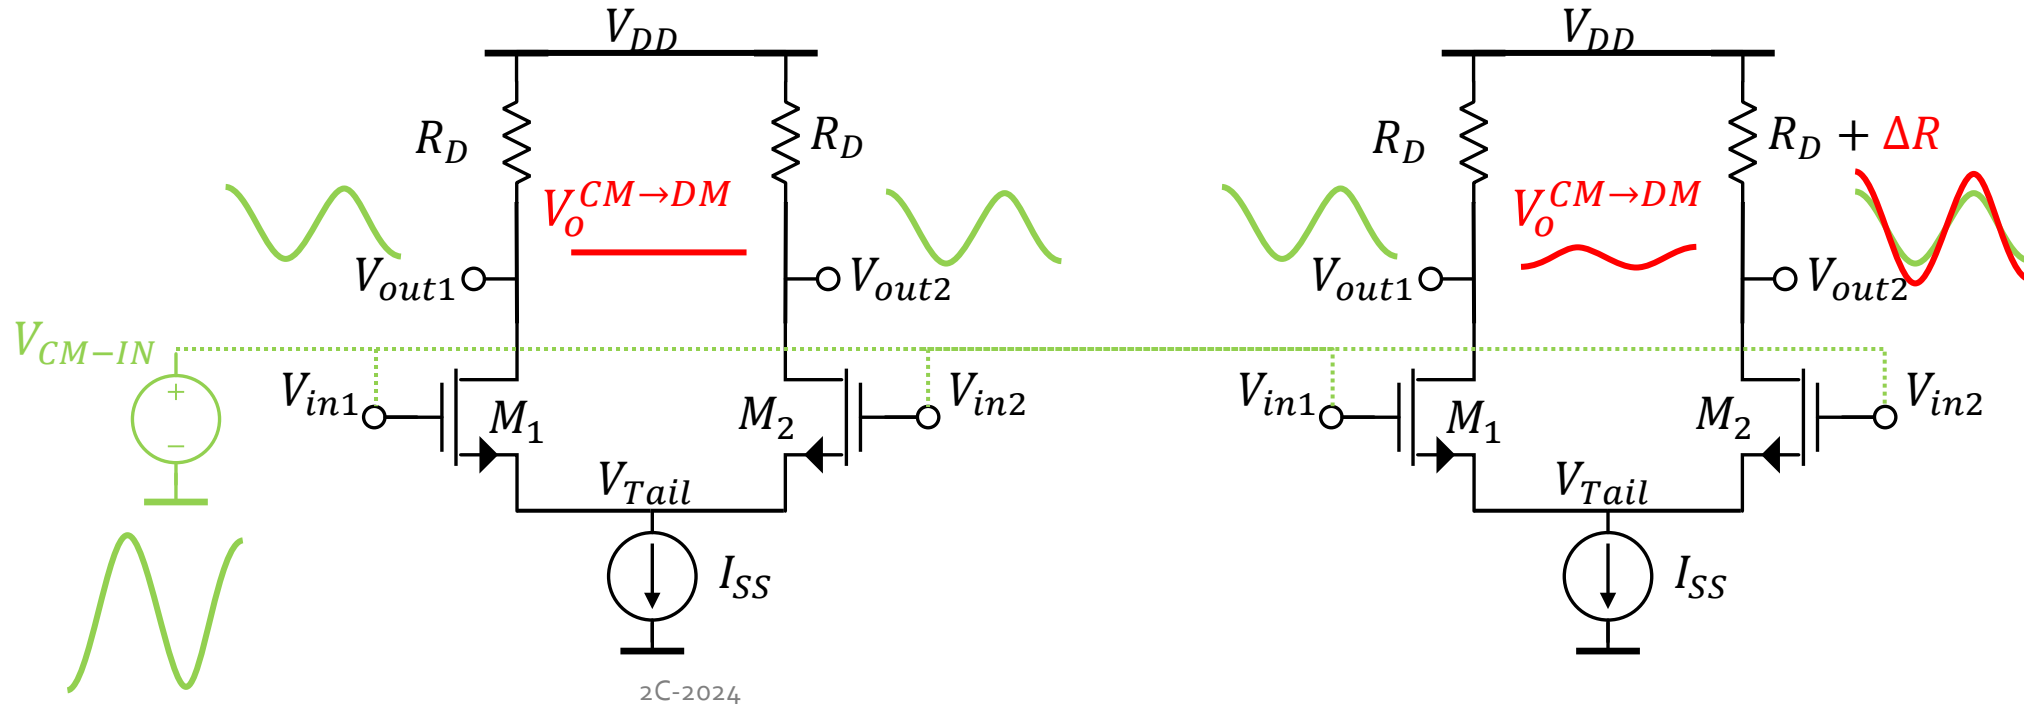 V_DD
V_DD
R_D
R_D
R_D
R_D + ΔR
V_o^{CM→DM}
V_o^{CM→DM}
V_out1
V_out2
V_out1
V_out2
V_CM−IN
+
−
V_in1
V_in2
V_in1
V_in2
M_1
M_2
M_1
M_2
V_Tail
V_Tail
I_SS
I_SS
2C-2024